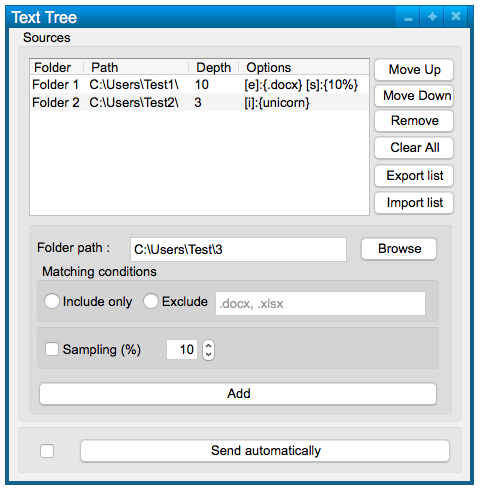 Text Tree
Sources
Folder Path Depth Options
Folder 1 C:\Users\Test1\ 10 [e]:{.docx} [s]:{10%}
Folder 2 C:\Users\Test2\ 3 [i]:{unicorn}
Move Up
Move Down
Remove
Clear All
Export list
Import list
Folder path : C:\Users\Test\3 Browse
Matching conditions
Include only Exclude .docx, .xlsx
Sampling (%) 10
Add
Send automatically